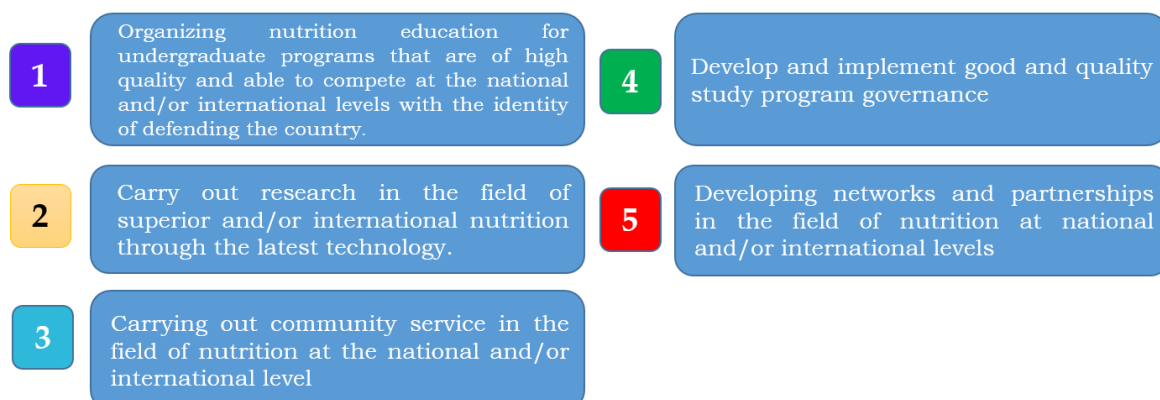 1
Organizing nutrition education for
undergraduate programs that are of high
quality and able to compete at the national
and/or international levels with the identity
of defending the country.
2
Carry out research in the field of
superior and/or international nutrition
through the latest technology.
3
Carrying out community service in the
field of nutrition at the national and/or
international level
4
Develop and implement good and quality
study program governance
5
Developing networks and partnerships
in the field of nutrition at national
and/or international levels